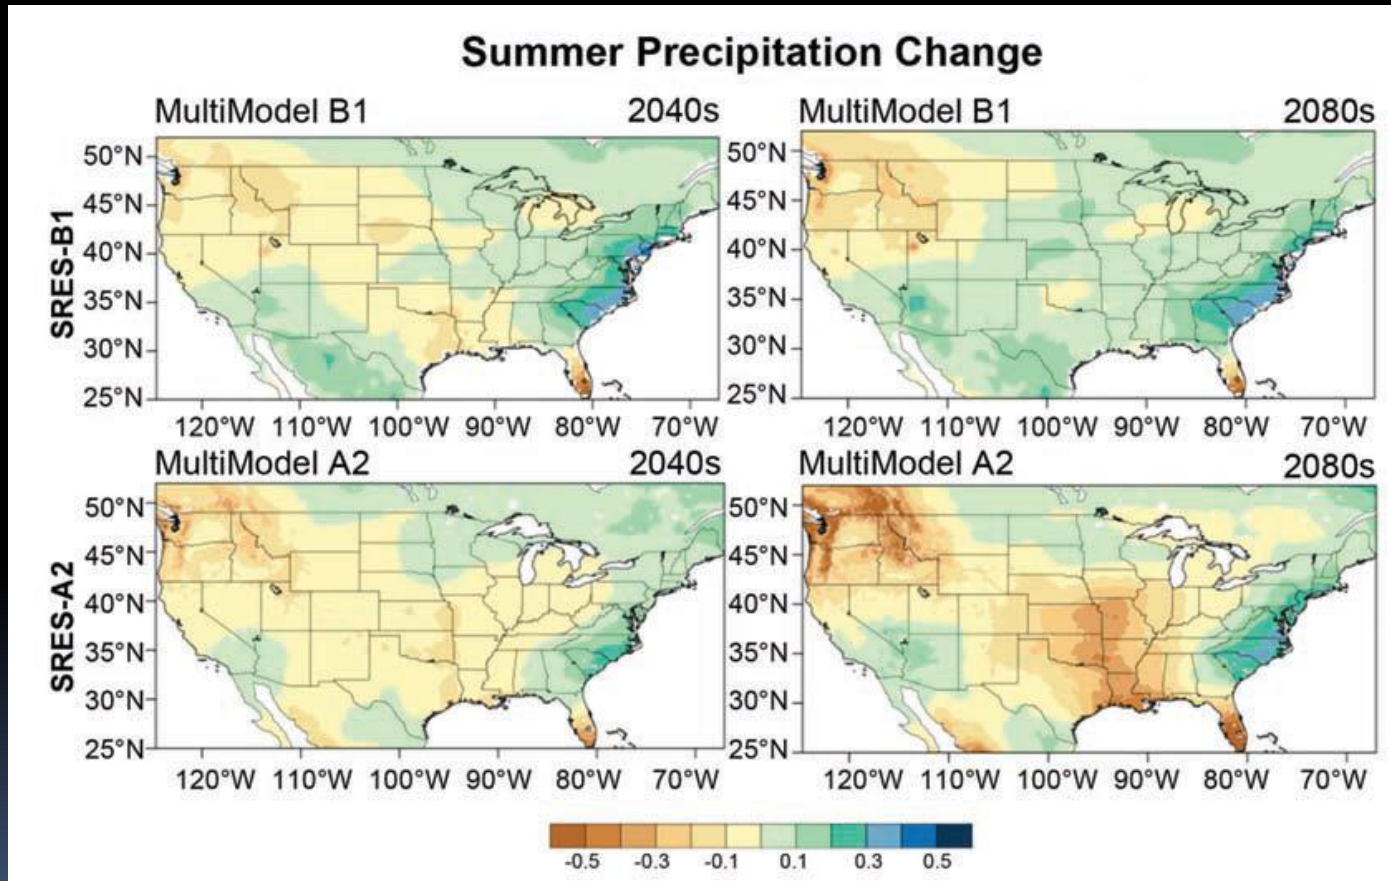 Summer Precipitation Change
MultiModel B1 2040s
MultiModel B1 2080s
SRES-B1
50°N
45°N
40°N
35°N
30°N
25°N
50°N
45°N
40°N
35°N
30°N
25°N
120°W 110°W 100°W 90°W 80°W 70°W
120°W 110°W 100°W 90°W 80°W 70°W
MultiModel A2 2040s
MultiModel A2 2080s
SRES-A2
50°N
45°N
40°N
35°N
30°N
25°N
50°N
45°N
40°N
35°N
30°N
25°N
120°W 110°W 100°W 90°W 80°W 70°W
120°W 110°W 100°W 90°W 80°W 70°W
-0.5 -0.3 -0.1 0.1 0.3 0.5